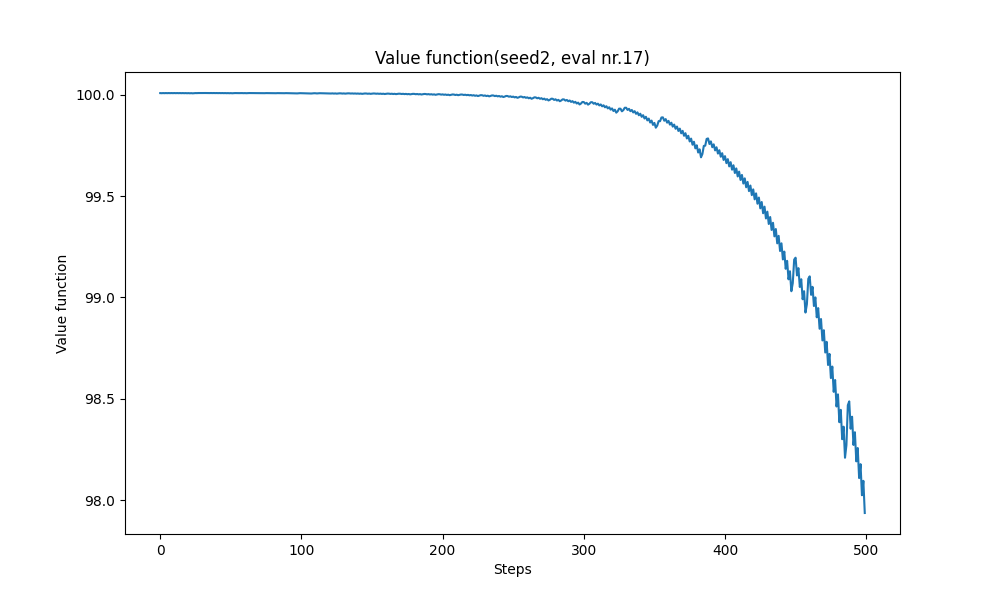 Value function(seed2, eval nr.17)
100.0
99.5
99.0
98.5
98.0
Value function
0 100 200 300 400 500
Steps